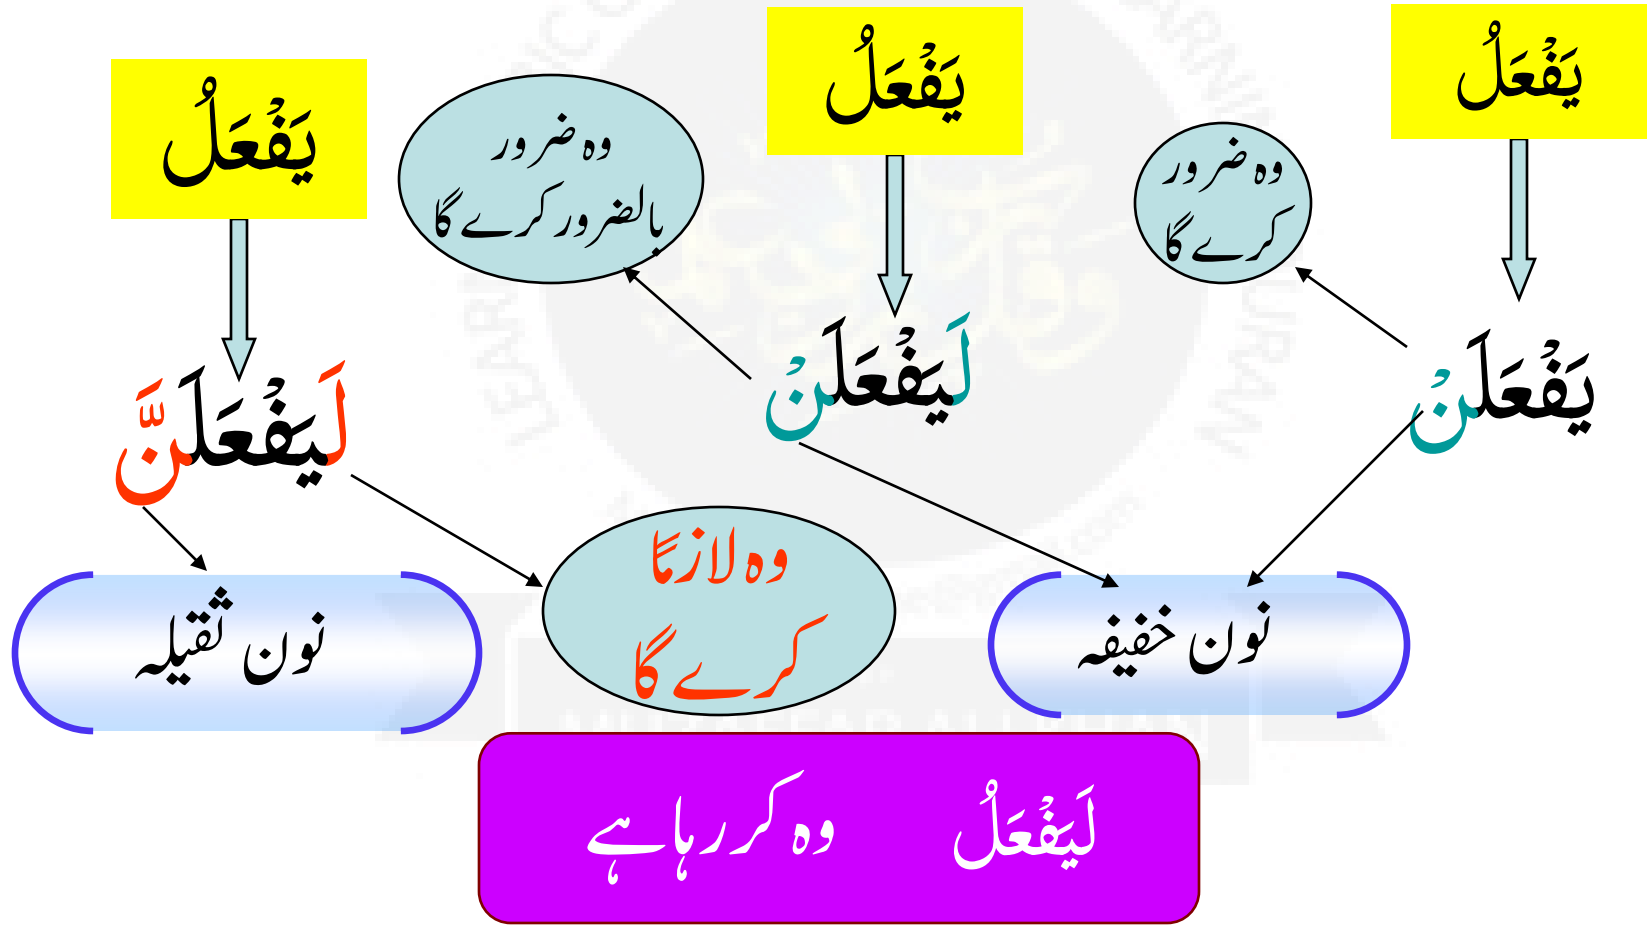 يَفْعَلُ
يَفْعَلُ
يَفْعَلُ
وہ ضرور
کرے گا
وہ ضرور
بالضرور کرے گا
يَفْعَلَنْ
لَيَفْعَلَنْ
لَيَفْعَلَنَّ
وہ لازمًا
کرے گا
نون خفیفہ
نون ثقیلہ
لَيَفْعَلُ وہ کر رہا ہے